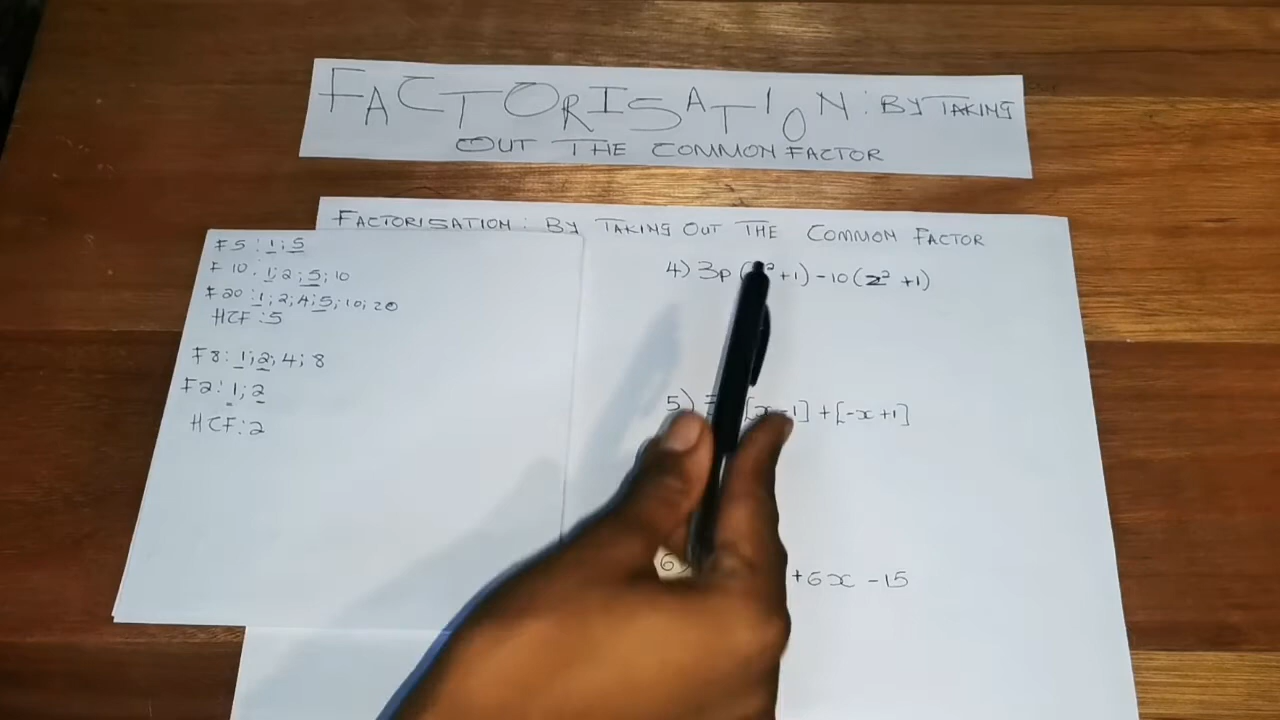 FACTORISATION: BY TAKING
OUT THE COMMON FACTOR
FACTORISATION: BY TAKING OUT THE COMMON FACTOR
F5: 1; 5
F10: 1; 2; 5; 10
F20: 1; 2; 4; 5; 10; 20
HCF: 5
F8: 1; 2; 4; 8
F2: 1; 2
HCF: 2
4) 3p ( ² +1) -10 (z² +1)
5) [x-1] + [-x+1]
6) +6x -15